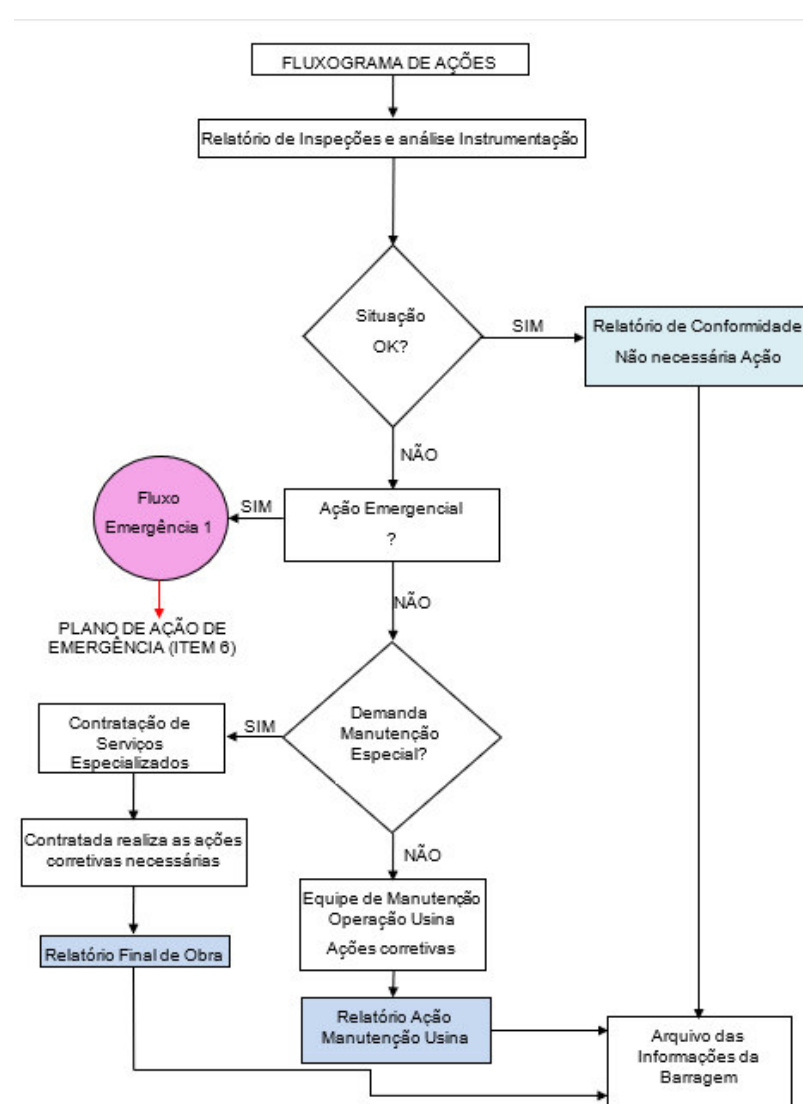 FLUXOGRAMA DE AÇÕES
Relatório de Inspeções e análise Instrumentação
Situação
OK?
SIM
Relatório de Conformidade
Não necessária Ação
NÃO
Fluxo
Emergência 1
SIM
Ação Emergencial
?
PLANO DE AÇÃO DE
EMERGÊNCIA (ITEM 6)
NÃO
Contratação de
Serviços
Especializados
SIM
Demanda
Manutenção
Especial?
Contratada realiza as ações
corretivas necessárias
NÃO
Equipe de Manutenção
Operação Usina
Ações corretivas
Relatório Final de Obra
Relatório Ação
Manutenção Usina
Arquivo das
Informações da
Barragem